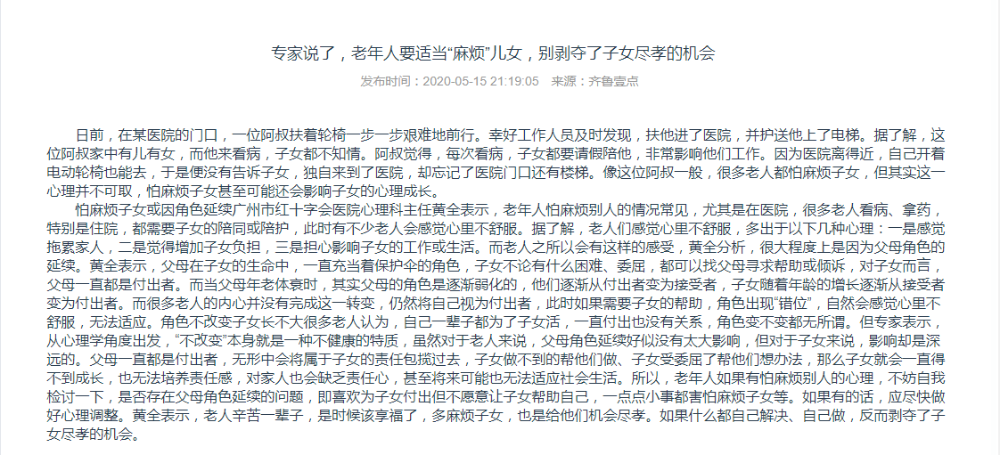 专家说了，老年人要适当“麻烦”儿女，别剥夺了子女尽孝的机会
发布时间：2020-05-15 21:19:05 来源：齐鲁壹点
日前，在某医院的门口，一位阿叔扶着轮椅一步一步艰难地前行。幸好工作人员及时发现，扶他进了医院，并护送他上了电梯。据了解，这
位阿叔家中有儿有女，而他来看病，子女都不知情。阿叔觉得，每次看病，子女都要请假陪他，非常影响他们工作。因为医院离得近，自己开着
电动轮椅也能去，于是便没有告诉子女，独自来到了医院，却忘记了医院门口还有楼梯。像这位阿叔一般，很多老人都怕麻烦子女，但其实这一
心理并不可取，怕麻烦子女甚至可能还会影响子女的心理成长。
怕麻烦子女或因角色延续广州市红十字会医院心理科主任黄全表示，老年人怕麻烦别人的情况常见，尤其是在医院，很多老人看病、拿药，
特别是住院，都需要子女的陪同或陪护，此时有不少老人会感觉心里不舒服。据了解，老人们感觉心里不舒服，多出于以下几种心理：一是感觉
拖累家人，二是觉得增加子女负担，三是担心影响子女的工作或生活。而老人之所以会有这样的感受，黄全分析，很大程度上是因为父母角色的
延续。黄全表示，父母在子女的生命中，一直充当着保护伞的角色，子女不论有什么困难、委屈，都可以找父母寻求帮助或倾诉，对子女而言，
父母一直都是付出者。而当父母年老体衰时，其实父母的角色是逐渐弱化的，他们逐渐从付出者变为接受者，子女随着年龄的增长逐渐从接受者
变为付出者。而很多老人的内心并没有完成这一转变，仍然将自己视为付出者，此时如果需要子女的帮助，角色出现“错位”，自然会感觉心里不
舒服，无法适应。角色不改变子女长不大很多老人认为，自己一辈子都为了子女活，一直付出也没有关系，角色变不变都无所谓。但专家表示，
从心理学角度出发，“不改变”本身就是一种不健康的特质，虽然对于老人来说，父母角色延续好似没有太大影响，但对于子女来说，影响却是深
远的。父母一直都是付出者，无形中会将属于子女的责任包揽过去，子女做不到的帮他们做、子女受委屈了帮他们想办法，那么子女就会一直得
不到成长，也无法培养责任感，对家人也会缺乏责任心，甚至将来可能也无法适应社会生活。所以，老年人如果有怕麻烦别人的心理，不妨自我
检讨一下，是否存在父母角色延续的问题，即喜欢为子女付出但不愿意让子女帮助自己，一点点小事都害怕麻烦子女等。如果有的话，应尽快做
好心理调整。黄全表示，老人辛苦一辈子，是时候该享福了，多麻烦子女，也是给他们机会尽孝。如果什么都自己解决、自己做，反而剥夺了子
女尽孝的机会。